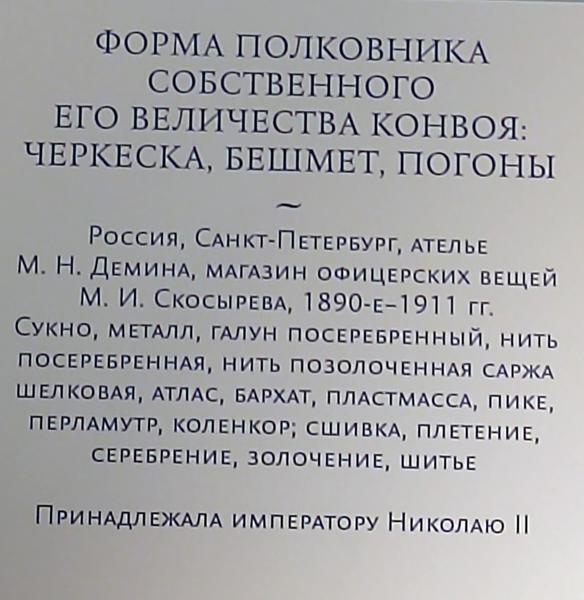 ФОРМА ПОЛКОВНИКА
СОБСТВЕННОГО
ЕГО ВЕЛИЧЕСТВА КОНВОЯ:
ЧЕРКЕСКА, БЕШМЕТ, ПОГОНЫ
~
Россия, Санкт-Петербург, ателье
М. Н. Демина, магазин офицерских вещей
М. И. Скосырева, 1890-е–1911 гг.
Сукно, металл, галун посеребренный, нить
посеребренная, нить позолоченная саржа
шелковая, атлас, бархат, пластмасса, пике,
перламутр, коленкор; сшивка, плетение,
серебрение, золочение, шитье
Принадлежала императору Николаю II